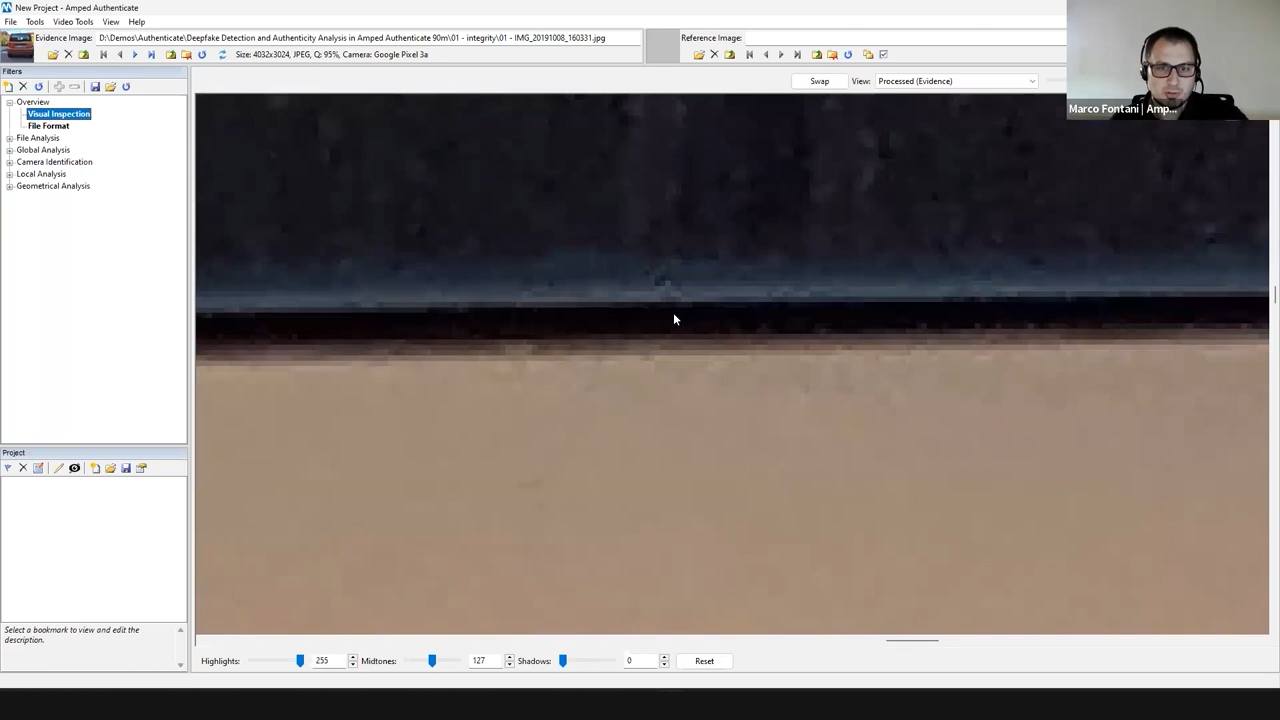 New Project - Amped Authenticate
File Tools Video Tools View Help
Evidence Image: D:\Demos\Authenticate\Deepfake Detection and Authenticity Analysis in Amped Authenticate 90m\01 - integrity\01 - IMG_20191008_160331.jpg
Reference Image:
Size: 4032x3024, JPEG, Q: 95%, Camera: Google Pixel 3a
Filters
Swap View: Processed (Evidence)
Marco Fontani | Amp...
Overview
Visual Inspection
File Format
File Analysis
Global Analysis
Camera Identification
Local Analysis
Geometrical Analysis
Project
Select a bookmark to view and edit the
description.
Highlights: 255 Midtones: 127 Shadows: 0 Reset